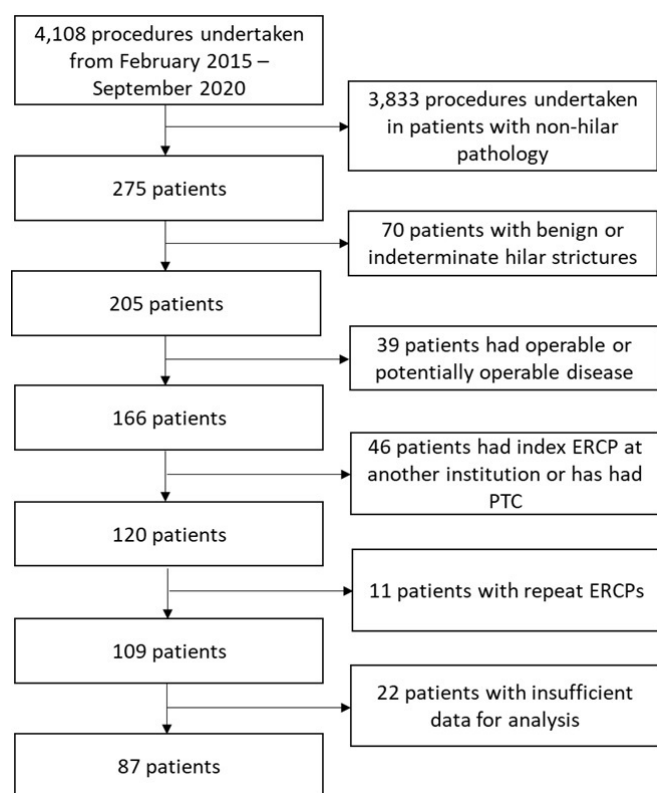 4,108 procedures undertaken
from February 2015 –
September 2020
3,833 procedures undertaken
in patients with non-hilar
pathology
275 patients
70 patients with benign or
indeterminate hilar strictures
205 patients
39 patients had operable or
potentially operable disease
166 patients
46 patients had index ERCP at
another institution or has had
PTC
120 patients
11 patients with repeat ERCPs
109 patients
22 patients with insufficient
data for analysis
87 patients